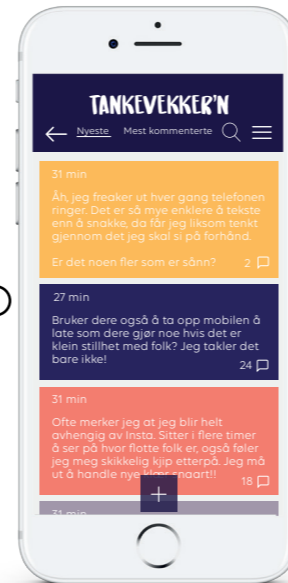 TANKEVEKKER'N
Nyeste Mest kommenterte
31 min
Åh, jeg freaker ut hver gang telefonen
ringer. Det er så mye enklere å tekste
enn å snakke, da får jeg liksom tenkt
gjennom det jeg skal si på forhånd.
Er det noen fler som er sånn?
2
27 min
Bruker dere også å ta opp mobilen å
late som dere gjør noe hvis det er
klein stillhet med folk? Jeg takler det
bare ikke!
24
31 min
Ofte merker jeg at jeg blir helt
avhengig av Insta. Sitter i flere timer
å ser på hvor flotte folk er, også føler
jeg meg skikkelig kjip etterpå. Jeg må
ut å handle nye klær snaart!!
18
31 min